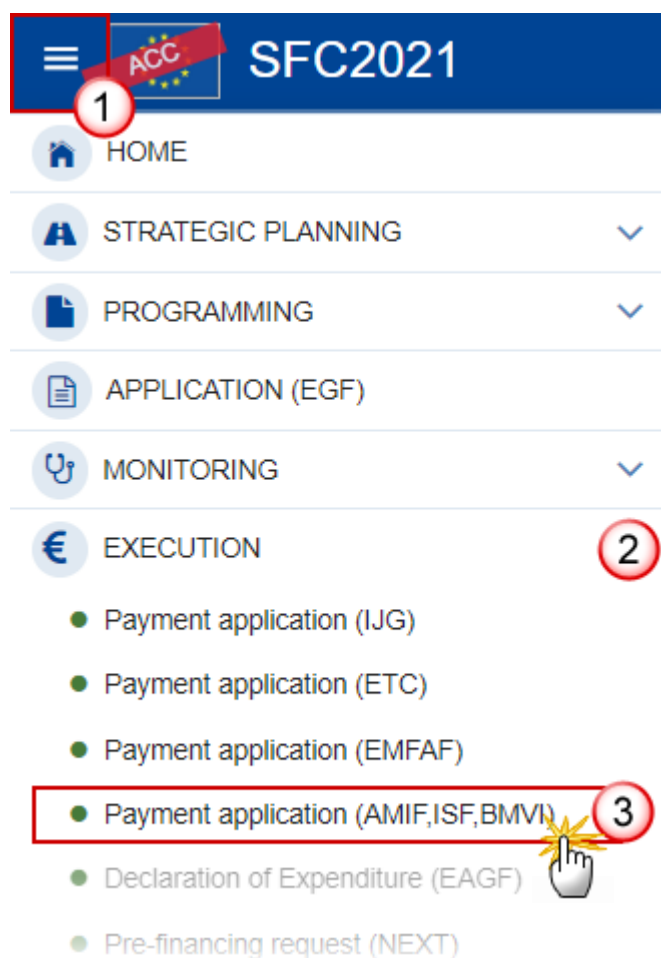 ACC SFC2021
1
HOME
STRATEGIC PLANNING
PROGRAMMING
APPLICATION (EGF)
MONITORING
€ EXECUTION 2
Payment application (IJG)
Payment application (ETC)
Payment application (EMFAF)
Payment application (AMIF,ISF,BMVI) 3
Declaration of Expenditure (EAGF)
Pre-financing request (NEXT)